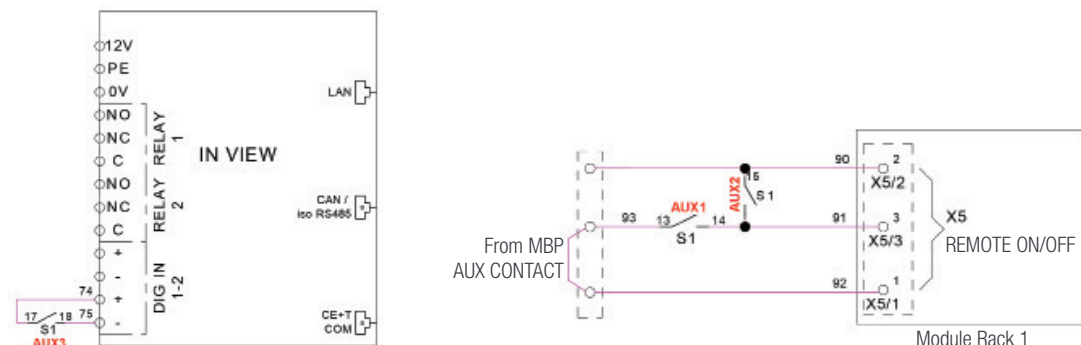 12V
PE
0V
NO
NC
C
NO
NC
C
+
-
+
-
RELAY 1
RELAY 2
DIG IN 1-2
IN VIEW
LAN
CAN /
iso RS485
CE+T
COM
74
75
17 18
S1
AUX3
From MBP
AUX CONTACT
93
13
AUX1
14
S1
AUX2
15
S1
90
91
92
2
X5/2
3
X5/3
1
X5/1
X5
REMOTE ON/OFF
Module Rack 1